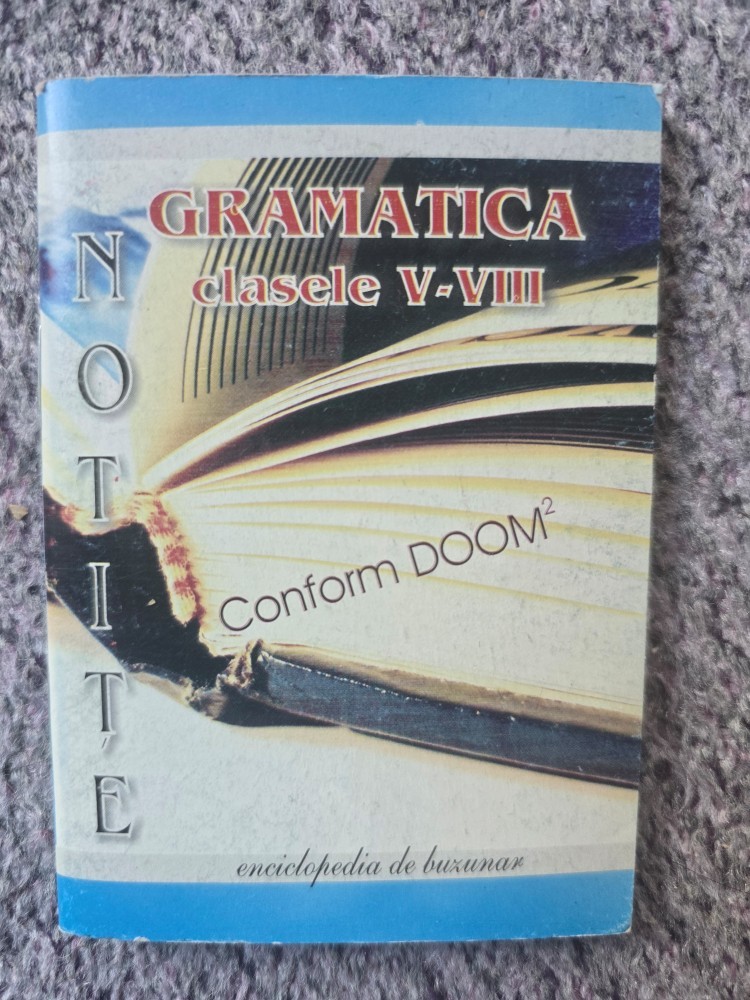 GRAMATICA
clasele V-VIII
NOTIȚE
Conform DOOM²
enciclopedia de buzunar